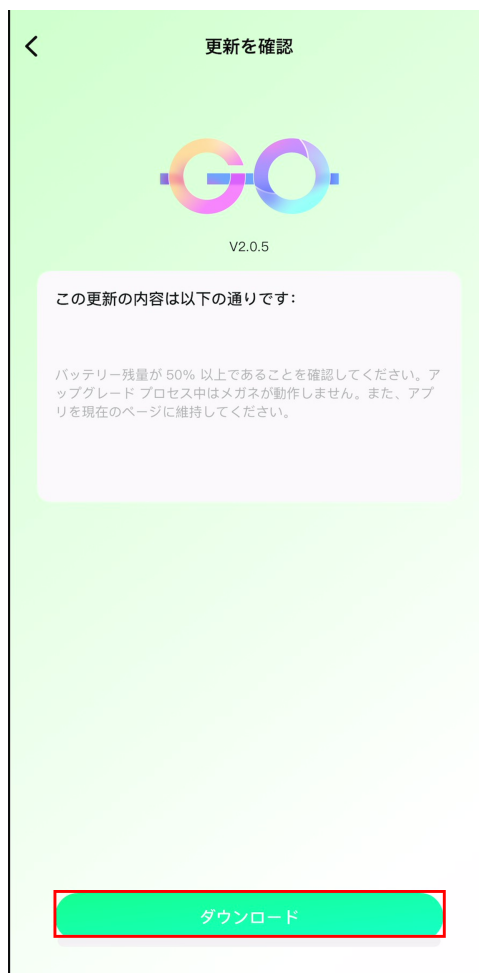 更新を確認
GO
V2.0.5
この更新の内容は以下の通りです：
バッテリー残量が 50% 以上であることを確認してください。ア
ップグレード プロセス中はメガネが動作しません。また、アプ
リを現在のページに維持してください。
ダウンロード